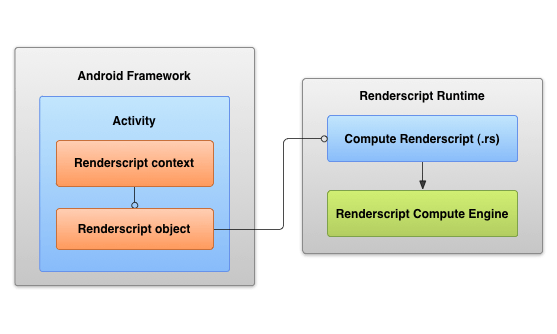 Android Framework
Activity
Renderscript context
Renderscript object
Renderscript Runtime
Compute Renderscript (.rs)
Renderscript Compute Engine